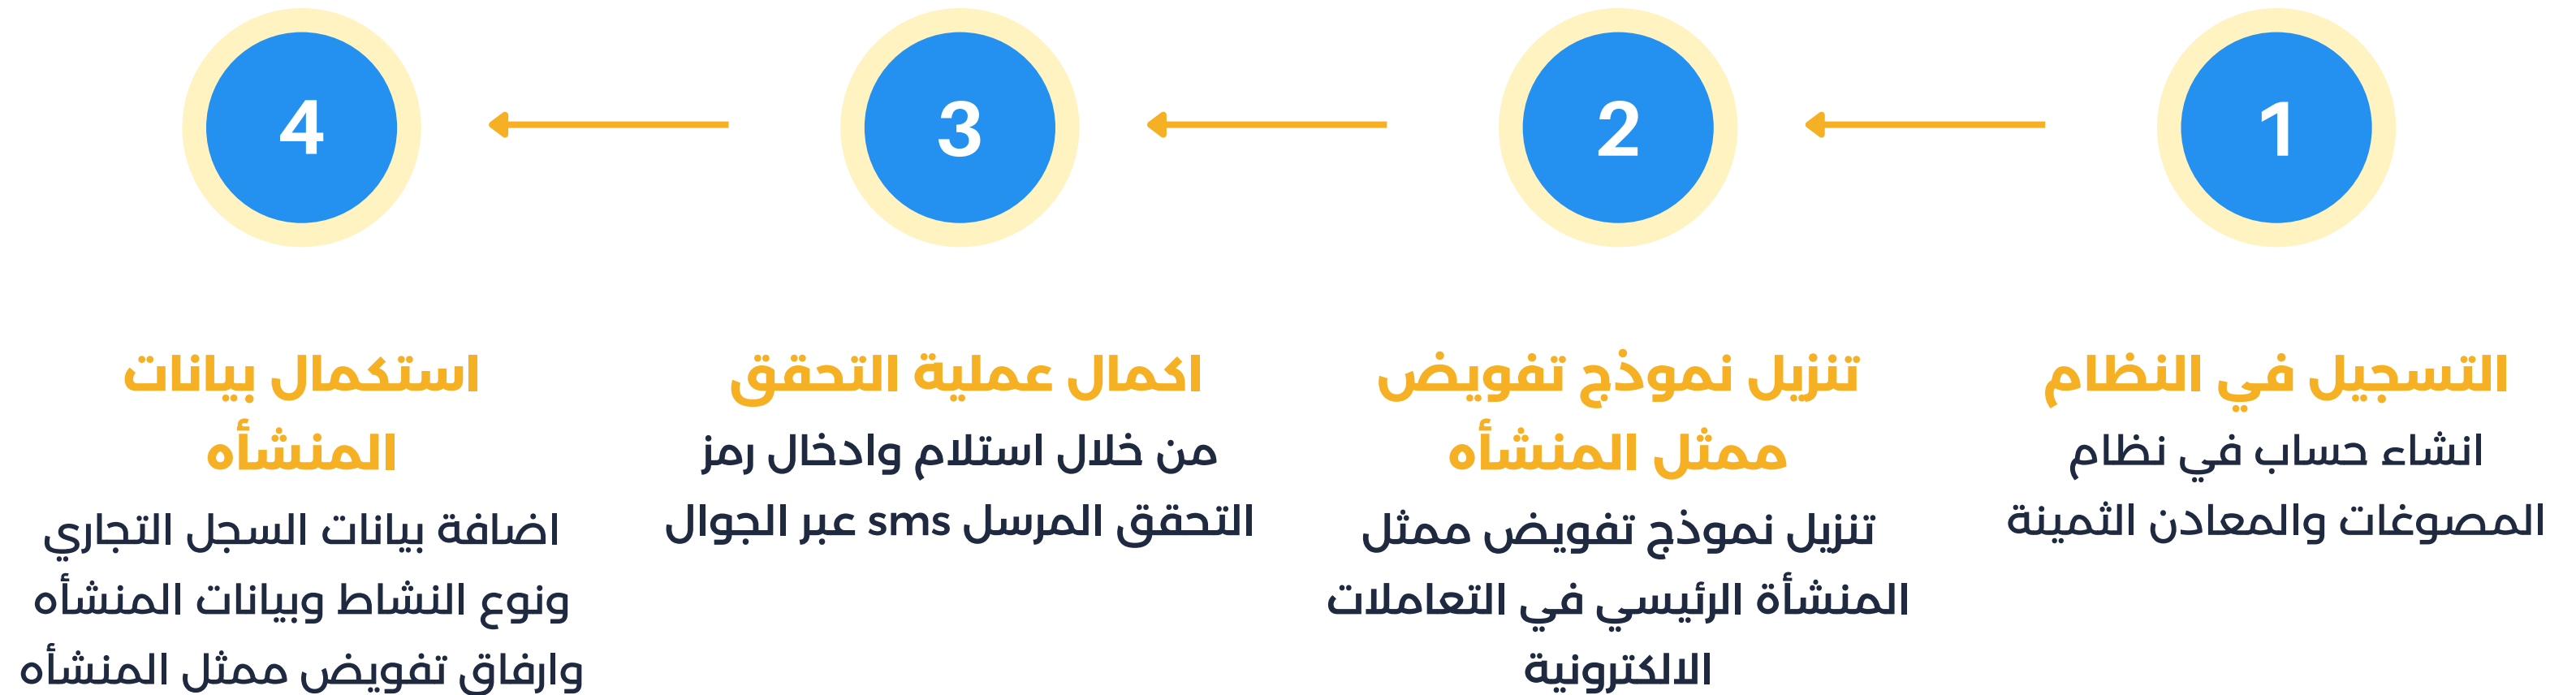 1
التسجيل في النظام
انشاء حساب في نظام
المصوغات والمعادن الثمينة
2
تنزيل نموذج تفويض
ممثل المنشأه
تنزيل نموذج تفويض ممثل
المنشأة الرئيسي في التعاملات
الالكترونية
3
اكمال عملية التحقق
من خلال استلام وادخال رمز
التحقق المرسل sms عبر الجوال
4
استكمال بيانات
المنشأه
اضافة بيانات السجل التجاري
ونوع النشاط وبيانات المنشأه
وارفاق تفويض ممثل المنشأه